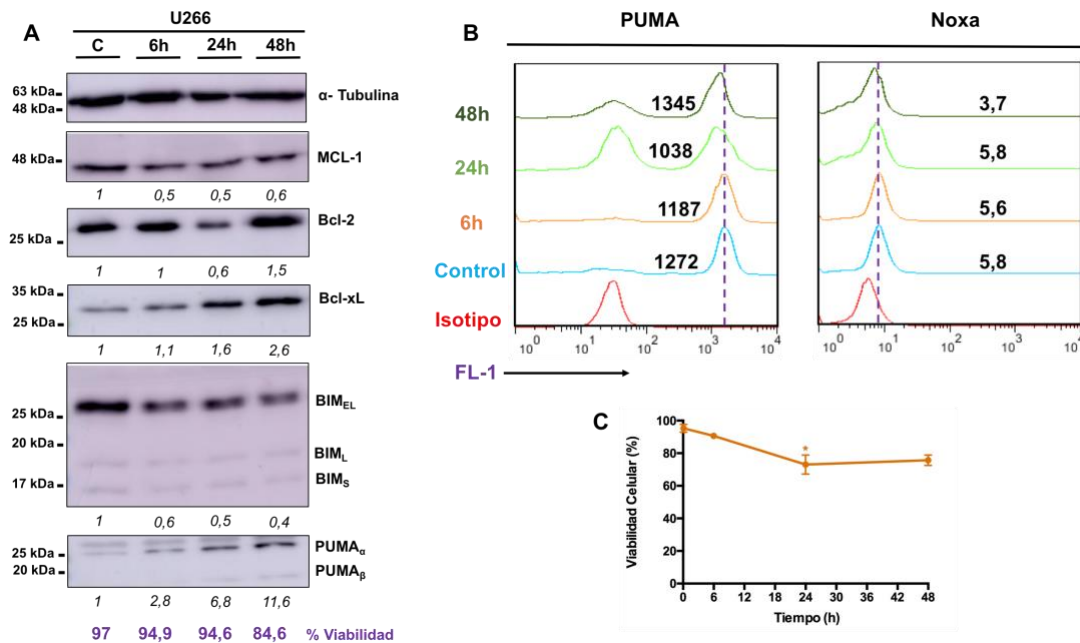 A
U266
C 6h 24h 48h
63 kDa
48 kDa
α- Tubulina
48 kDa
MCL-1
1 0,5 0,5 0,6
Bcl-2
25 kDa
1 1 0,6 1,5
35 kDa
Bcl-xL
25 kDa
1 1,1 1,6 2,6
BIMEL
25 kDa
20 kDa
BIML
BIMS
17 kDa
1 0,6 0,5 0,4
PUMAα
25 kDa
PUMAβ
20 kDa
1 2,8 6,8 11,6
97 94,9 94,6 84,6 % Viabilidad
B
PUMA Noxa
48h 1345 3,7
24h 1038 5,8
6h 1187 5,6
Control 1272 5,8
Isotipo
10^0 10^1 10^2 10^3 10^4
10^0 10^1 10^2 10^3 10^4
FL-1
C
Viabilidad Celular (%)
100
80
60
40
20
0
*
0 6 12 18 24 30 36 42 48
Tiempo (h)